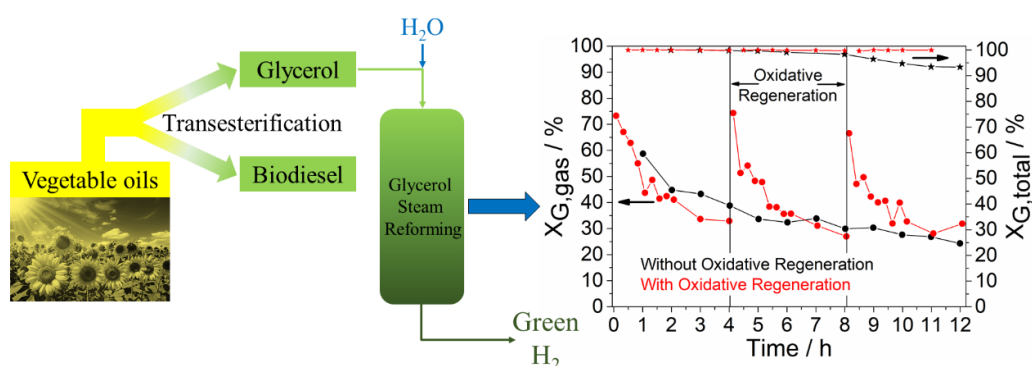 H₂O
Glycerol
Transesterification
Vegetable oils
Biodiesel
Glycerol
Steam
Reforming
Green
H₂
X_G,gas / %
100
90
80
70
60
50
40
30
20
10
0
Oxidative
Regeneration
Without Oxidative Regeneration
With Oxidative Regeneration
0 1 2 3 4 5 6 7 8 9 10 11 12
Time / h
100
90
80
70
60
50
40
30
20
10
0
X_G,total / %